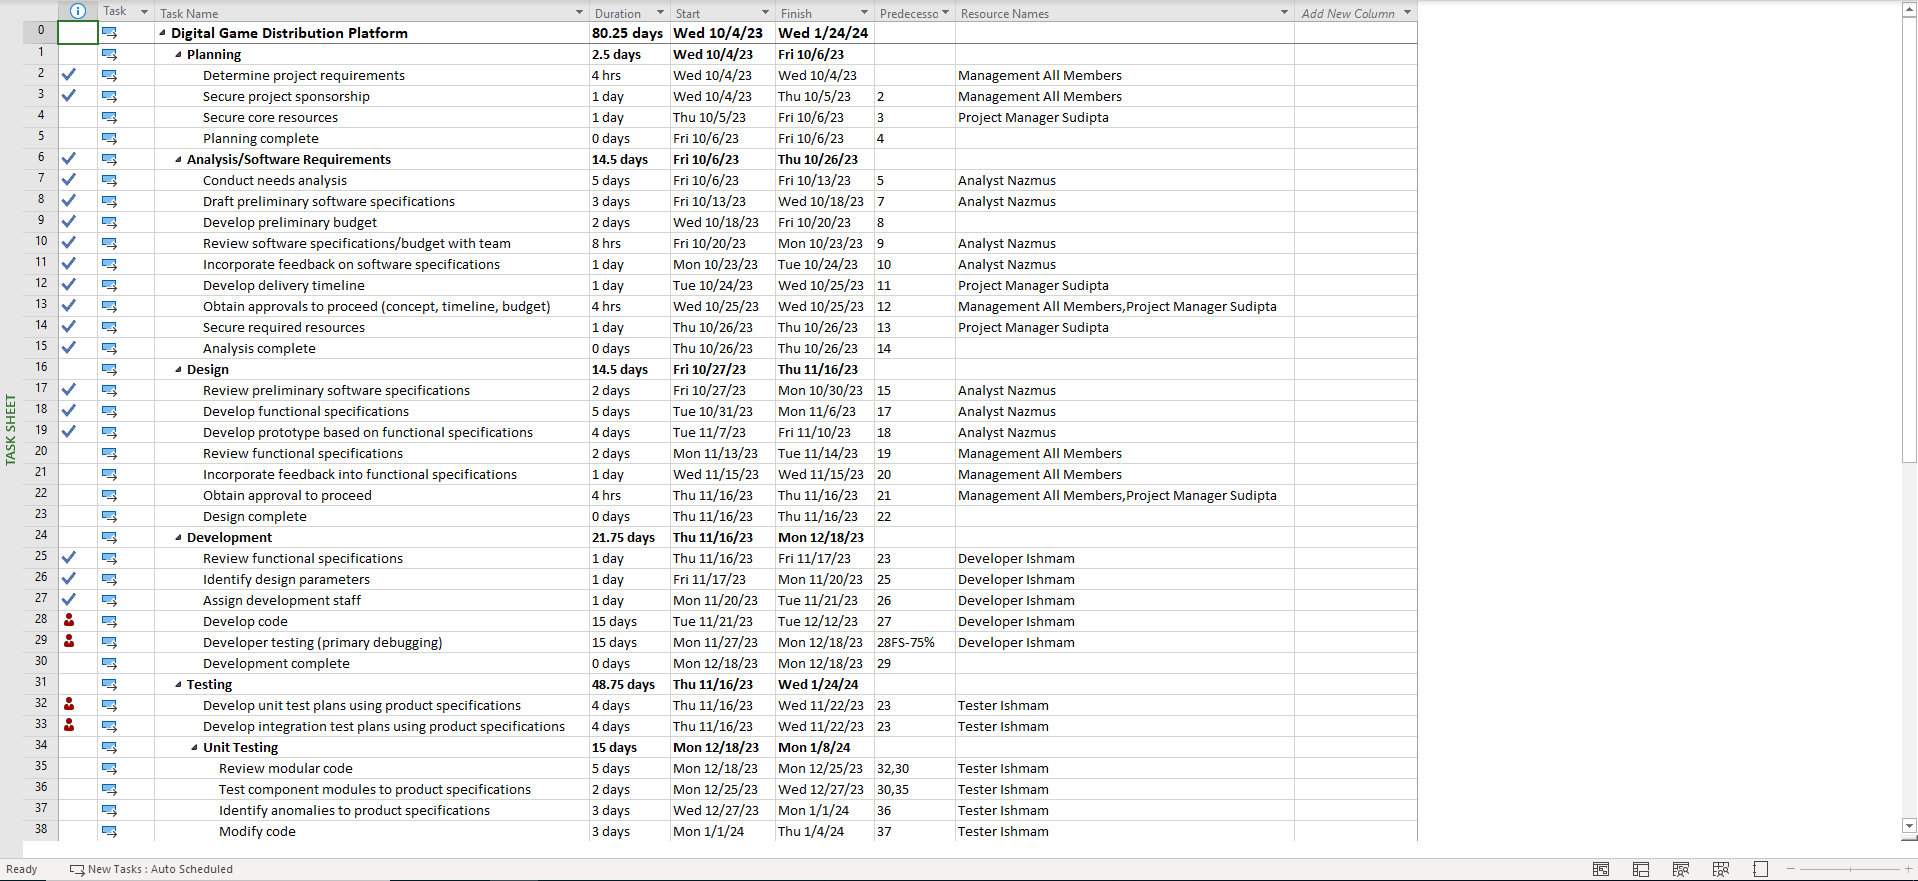 Task Task Name Duration Start Finish Predecesso Resource Names Add New Column
0 Digital Game Distribution Platform 80.25 days Wed 10/4/23 Wed 1/24/24
1 Planning 2.5 days Wed 10/4/23 Fri 10/6/23
2 Determine project requirements 4 hrs Wed 10/4/23 Wed 10/4/23 Management All Members
3 Secure project sponsorship 1 day Wed 10/4/23 Thu 10/5/23 2 Management All Members
4 Secure core resources 1 day Thu 10/5/23 Fri 10/6/23 3 Project Manager Sudipta
5 Planning complete 0 days Fri 10/6/23 Fri 10/6/23 4
6 Analysis/Software Requirements 14.5 days Fri 10/6/23 Thu 10/26/23
7 Conduct needs analysis 5 days Fri 10/6/23 Fri 10/13/23 5 Analyst Nazmus
8 Draft preliminary software specifications 3 days Fri 10/13/23 Wed 10/18/23 7 Analyst Nazmus
9 Develop preliminary budget 2 days Wed 10/18/23 Fri 10/20/23 8
10 Review software specifications/budget with team 8 hrs Fri 10/20/23 Mon 10/23/23 9 Analyst Nazmus
11 Incorporate feedback on software specifications 1 day Mon 10/23/23 Tue 10/24/23 10 Analyst Nazmus
12 Develop delivery timeline 1 day Tue 10/24/23 Wed 10/25/23 11 Project Manager Sudipta
13 Obtain approvals to proceed (concept, timeline, budget) 4 hrs Wed 10/25/23 Wed 10/25/23 12 Management All Members,Project Manager Sudipta
14 Secure required resources 1 day Thu 10/26/23 Thu 10/26/23 13 Project Manager Sudipta
15 Analysis complete 0 days Thu 10/26/23 Thu 10/26/23 14
16 Design 14.5 days Fri 10/27/23 Thu 11/16/23
17 Review preliminary software specifications 2 days Fri 10/27/23 Mon 10/30/23 15 Analyst Nazmus
18 Develop functional specifications 5 days Tue 10/31/23 Mon 11/6/23 17 Analyst Nazmus
19 Develop prototype based on functional specifications 4 days Tue 11/7/23 Fri 11/10/23 18 Analyst Nazmus
20 Review functional specifications 2 days Mon 11/13/23 Tue 11/14/23 19 Management All Members
21 Incorporate feedback into functional specifications 1 day Wed 11/15/23 Wed 11/15/23 20 Management All Members
22 Obtain approval to proceed 4 hrs Thu 11/16/23 Thu 11/16/23 21 Management All Members,Project Manager Sudipta
23 Design complete 0 days Thu 11/16/23 Thu 11/16/23 22
24 Development 21.75 days Thu 11/16/23 Mon 12/18/23
25 Review functional specifications 1 day Thu 11/16/23 Fri 11/17/23 23 Developer Ishmam
26 Identify design parameters 1 day Fri 11/17/23 Mon 11/20/23 25 Developer Ishmam
27 Assign development staff 1 day Mon 11/20/23 Tue 11/21/23 26 Developer Ishmam
28 Develop code 15 days Tue 11/21/23 Tue 12/12/23 27 Developer Ishmam
29 Developer testing (primary debugging) 15 days Mon 11/27/23 Mon 12/18/23 28FS-75% Developer Ishmam
30 Development complete 0 days Mon 12/18/23 Mon 12/18/23 29
31 Testing 48.75 days Thu 11/16/23 Wed 1/24/24
32 Develop unit test plans using product specifications 4 days Thu 11/16/23 Wed 11/22/23 23 Tester Ishmam
33 Develop integration test plans using product specifications 4 days Thu 11/16/23 Wed 11/22/23 23 Tester Ishmam
34 Unit Testing 15 days Mon 12/18/23 Mon 1/8/24
35 Review modular code 5 days Mon 12/18/23 Mon 12/25/23 32,30 Tester Ishmam
36 Test component modules to product specifications 2 days Mon 12/25/23 Wed 12/27/23 30,35 Tester Ishmam
37 Identify anomalies to product specifications 3 days Wed 12/27/23 Mon 1/1/24 36 Tester Ishmam
38 Modify code 3 days Mon 1/1/24 Thu 1/4/24 37 Tester Ishmam
TASK SHEET
Ready New Tasks : Auto Scheduled